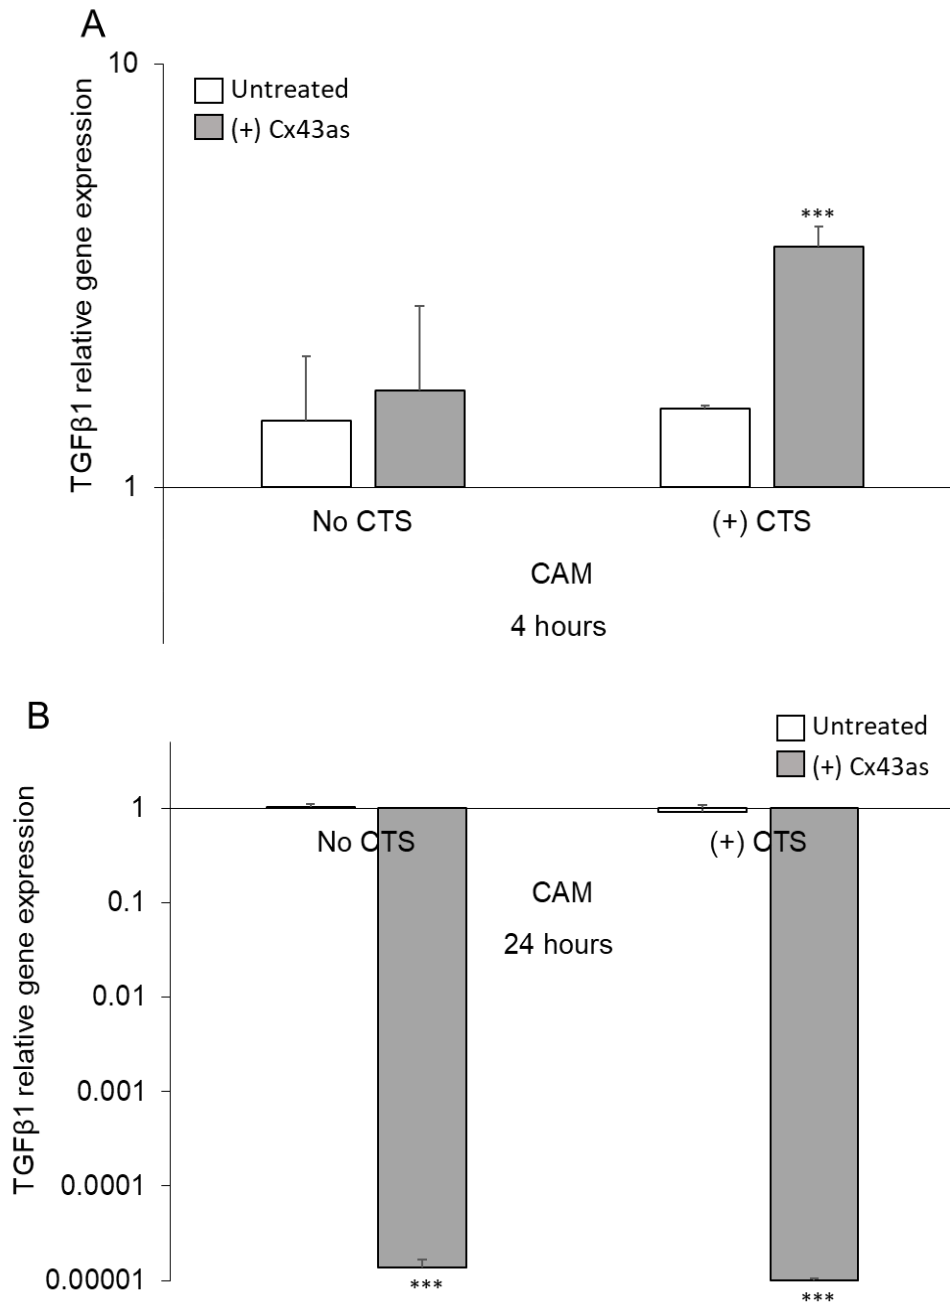 A
10
Untreated
(+) Cx43as
TGFβ1 relative gene expression
***
1
No CTS
(+) CTS
CAM
4 hours
B
Untreated
(+) Cx43as
TGFβ1 relative gene expression
1
No CTS
(+) CTS
CAM
0.1
24 hours
0.01
0.001
0.0001
0.00001
***
***